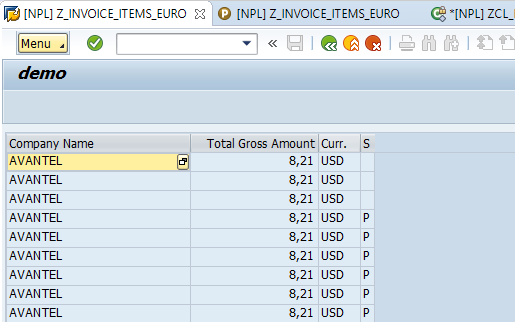 [NPL] Z_INVOICE_ITEMS_EURO [NPL] Z_INVOICE_ITEMS_EURO *[NPL] ZCL_
Menu
demo
Company Name Total Gross Amount Curr. S
AVANTEL 8,21 USD
AVANTEL 8,21 USD
AVANTEL 8,21 USD
AVANTEL 8,21 USD P
AVANTEL 8,21 USD P
AVANTEL 8,21 USD P
AVANTEL 8,21 USD P
AVANTEL 8,21 USD P
AVANTEL 8,21 USD P